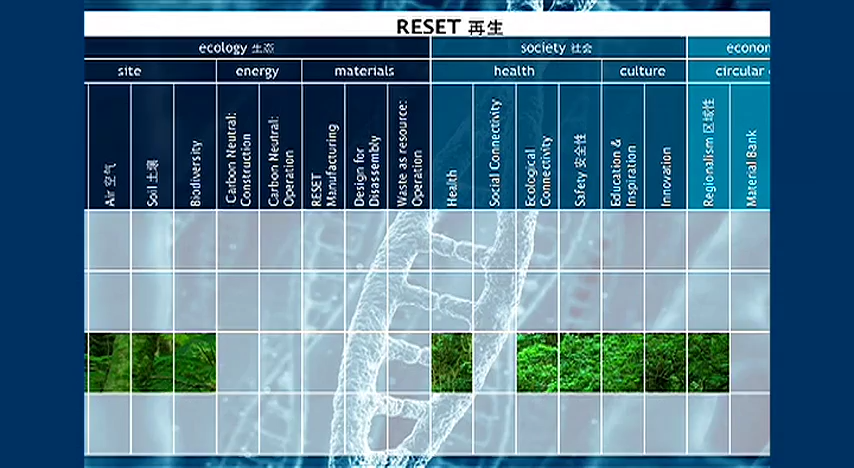 RESET 再生
ecology 生态
society 社会
econom
site
energy
materials
health
culture
circular
Air 空气
Soil 土壤
Biodiversity
Carbon Neutral:
Construction
Carbon Neutral:
Operation
RESET
Manufacturing
Design for
Disassembly
Waste as resource:
Operation
Health
Social Connectivity
Ecological
Connectivity
Safety 安全性
Education &
Inspiration
Innovation
Regionalism 区域性
Material Bank